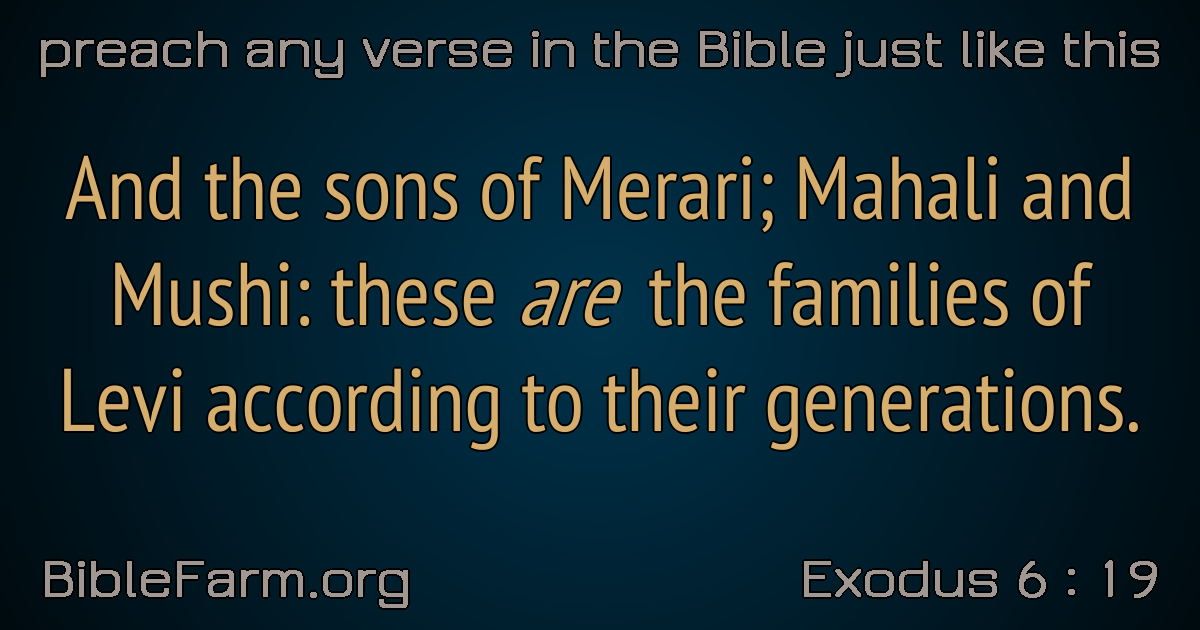 preach any verse in the Bible just like this
And the sons of Merari; Mahali and
Mushi: these are the families of
Levi according to their generations.
BibleFarm.org
Exodus 6 : 19